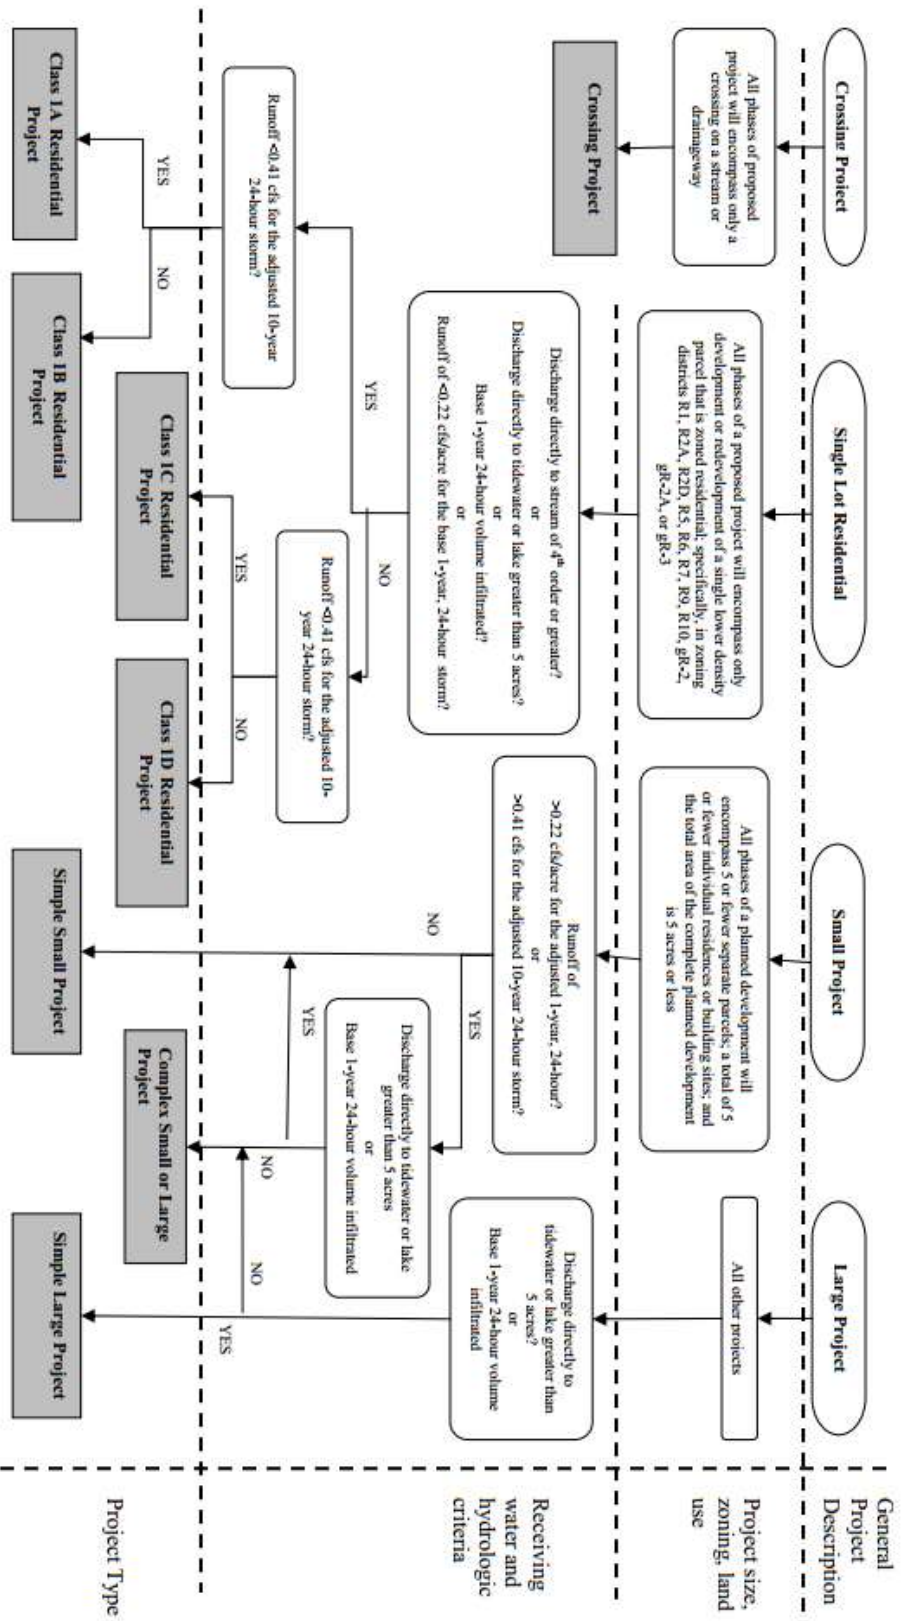 Crossing Project
Single Lot Residential
Small Project
Large Project
General
Project
Description
All phases of proposed
project will encompass only a
crossing on a stream or
drainageway
All phases of a proposed project will encompass only
development or redevelopment of a single lower density
parcel that is zoned residential; specifically, in zoning
districts R1, R2A, R2D, R5, R6, R7, R9, R10, gR-2,
gR-2A, or gR-3
All phases of a planned development will
encompass 5 or fewer separate parcels; a total of 5
or fewer individual residences or building sites; and
the total area of the complete planned development
is 5 acres or less
All other projects
Project size,
zoning, land
use
Crossing Project
Discharge directly to stream of 4th order or greater?
or
Discharge directly to tidewater or lake greater than 5 acres?
or
Base 1-year 24-hour volume infiltrated?
or
Runoff of <0.22 cfs/acre for the base 1-year, 24-hour storm?
Runoff of
>0.22 cfs/acre for the adjusted 1-year, 24-hour?
or
>0.41 cfs for the adjusted 10-year 24-hour storm?
Discharge directly to
tidewater or lake greater than
5 acres?
or
Base 1-year 24-hour volume
infiltrated
Receiving
water and
hydrologic
criteria
YES
NO
YES
NO
Runoff <0.41 cfs for the adjusted 10-year
24-hour storm?
Runoff <0.41 cfs for the adjusted 10-
year 24-hour storm?
Discharge directly to tidewater or lake
greater than 5 acres
or
Base 1-year 24-hour volume infiltrated
YES
NO
YES
NO
YES
NO
NO
YES
Class 1A Residential
Project
Class 1B Residential
Project
Class 1C Residential
Project
Class 1D Residential
Project
Simple Small Project
Complex Small or Large
Project
Simple Large Project
Project Type